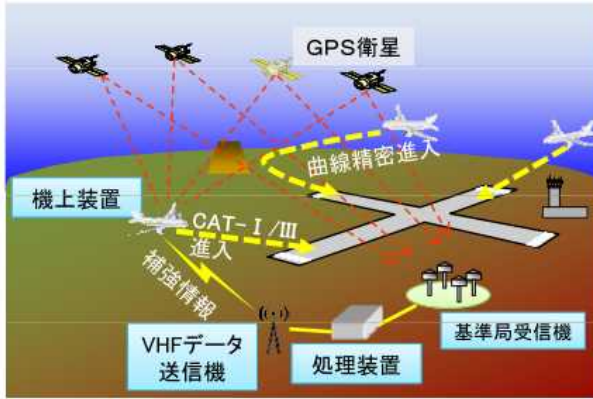 GPS衛星
曲線精密進入
機上装置
CAT-Ⅰ/Ⅲ
進入
補強情報
VHFデータ
送信機
処理装置
基準局受信機